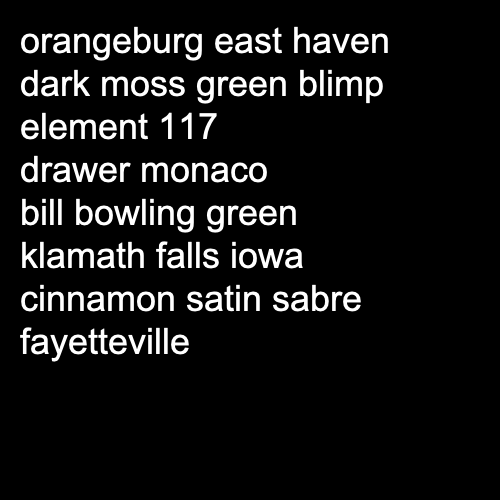 orangeburg east haven
dark moss green blimp
element 117
drawer monaco
bill bowling green
klamath falls iowa
cinnamon satin sabre
fayetteville